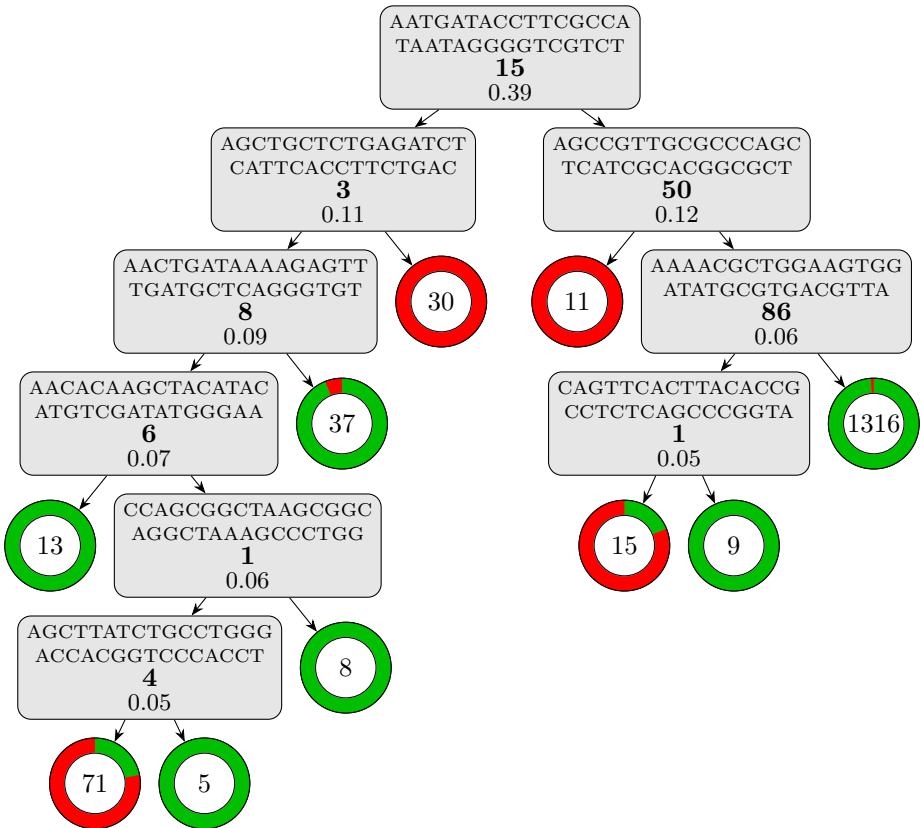 AATGATACCTTCGCCA
TAATAGGGGTCGTCT
15
0.39
AGCTGCTCTGAGATCT
CATTCACCTTCTGAC
3
0.11
AGCCGTTGCGCCCAGC
TCATCGCACGGCGCT
50
0.12
AACTGATAAAAGAGTT
TGATGCTCAGGGTGT
8
0.09
30
11
AAAACGCTGGAAGTGG
ATATGCGTGACGTTA
86
0.06
AACACAAGCTACATAC
ATGTCGATATGGGAA
6
0.07
37
CAGTTCACTTACACCG
CCTCTCAGCCCGGTA
1
0.05
1316
13
CCAGCGGCTAAGCGGC
AGGCTAAAGCCCTGG
1
0.06
15
9
AGCTTATCTGCCTGGG
ACCACGGTCCCACCT
4
0.05
8
71
5